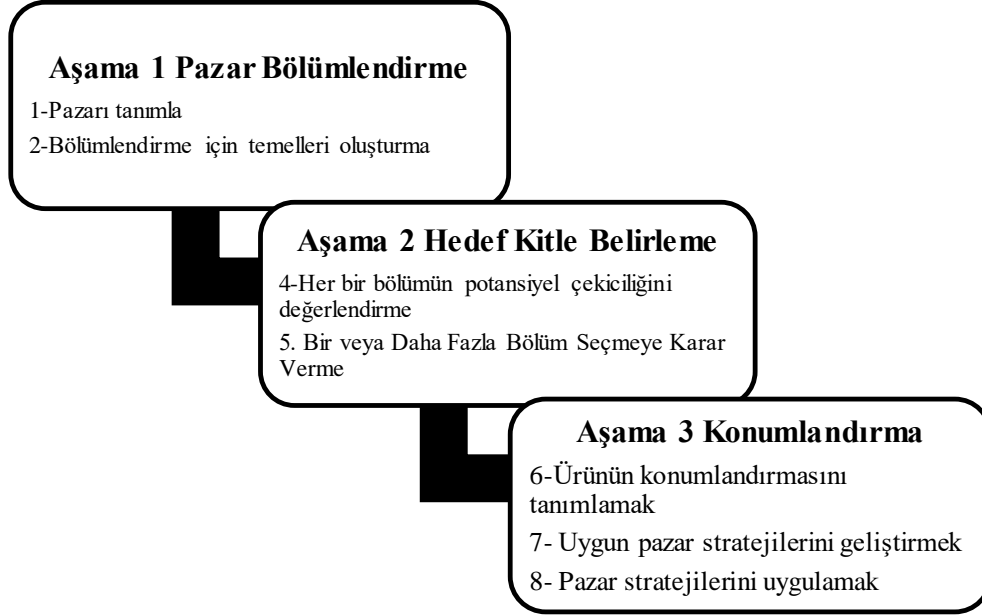 Aşama 1 Pazar Bölümlendirme
1-Pazarı tanımla
2-Bölümlendirme için temelleri oluşturma
Aşama 2 Hedef Kitle Belirleme
4-Her bir bölümün potansiyel çekiciliğini
değerlendirme
5. Bir veya Daha Fazla Bölüm Seçmeye Karar
Verme
Aşama 3 Konumlandırma
6-Ürünün konumlandırmasını
tanımlamak
7- Uygun pazar stratejilerini geliştirmek
8- Pazar stratejilerini uygulamak